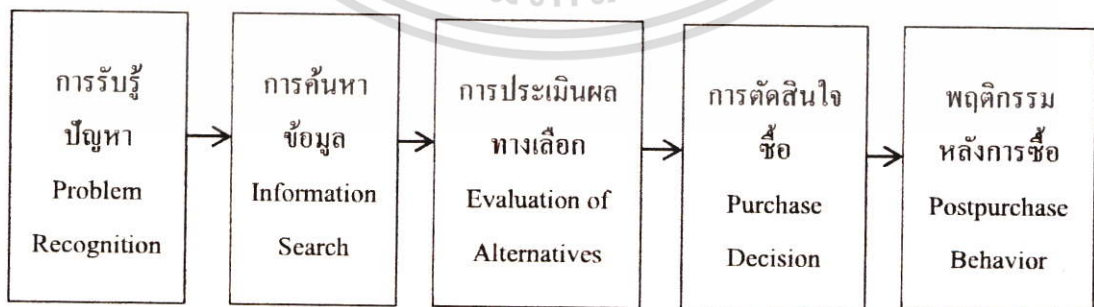 การรับรู้
ปัญหา
Problem
Recognition
การค้นหา
ข้อมูล
Information
Search
การประเมินผล
ทางเลือก
Evaluation of
Alternatives
การตัดสินใจ
ซื้อ
Purchase
Decision
พฤติกรรม
หลังการซื้อ
Postpurchase
Behavior